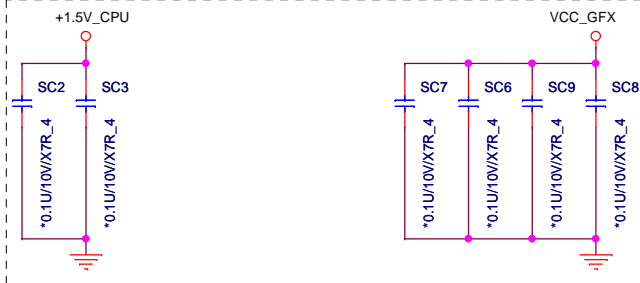 +1.5V_CPU
VCC_GFX
SC2
SC3
SC7
SC6
SC9
SC8
*0.1U/10V/X7R_4
*0.1U/10V/X7R_4
*0.1U/10V/X7R_4
*0.1U/10V/X7R_4
*0.1U/10V/X7R_4
*0.1U/10V/X7R_4